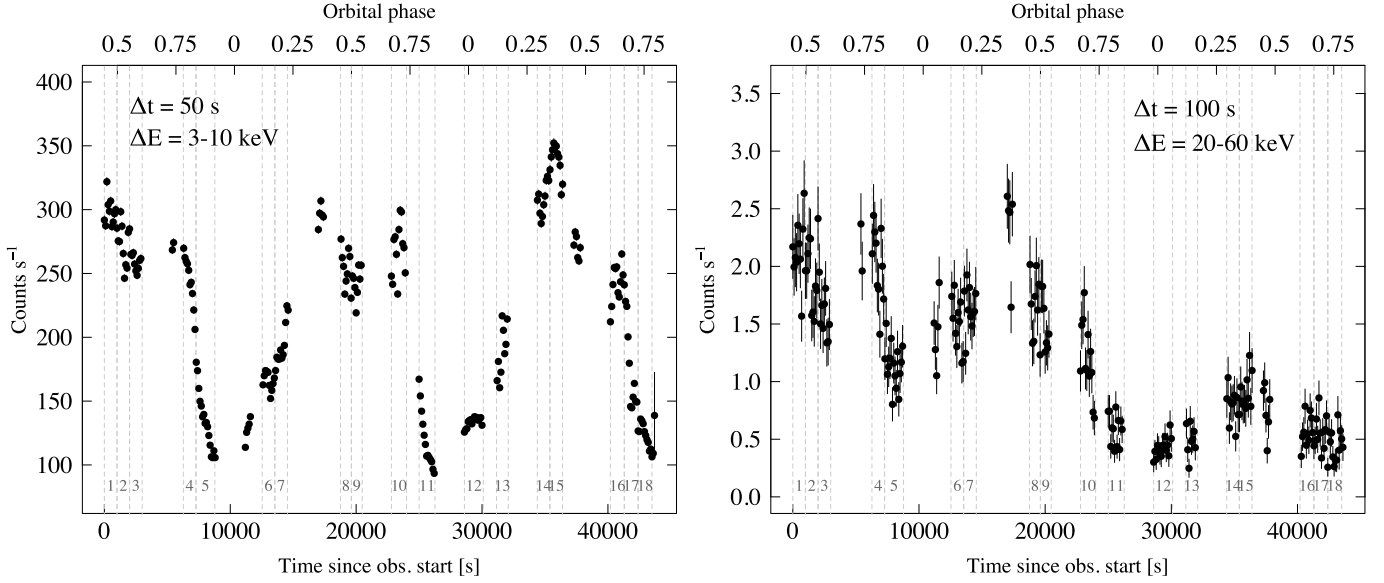 Orbital phase
0.5 0.75 0 0.25 0.5 0.75 0 0.25 0.5 0.75
400
350
300
250
200
150
100
Counts s⁻¹
Δt = 50 s
ΔE = 3-10 keV
1 2 3 4 5 6 7 8 9 10 11 12 13 14 15 16 17 18
0 10000 20000 30000 40000
Time since obs. start [s]
Orbital phase
0.5 0.75 0 0.25 0.5 0.75 0 0.25 0.5 0.75
3.5
3.0
2.5
2.0
1.5
1.0
0.5
0.0
Counts s⁻¹
Δt = 100 s
ΔE = 20-60 keV
1 2 3 4 5 6 7 8 9 10 11 12 13 14 15 16 17 18
0 10000 20000 30000 40000
Time since obs. start [s]